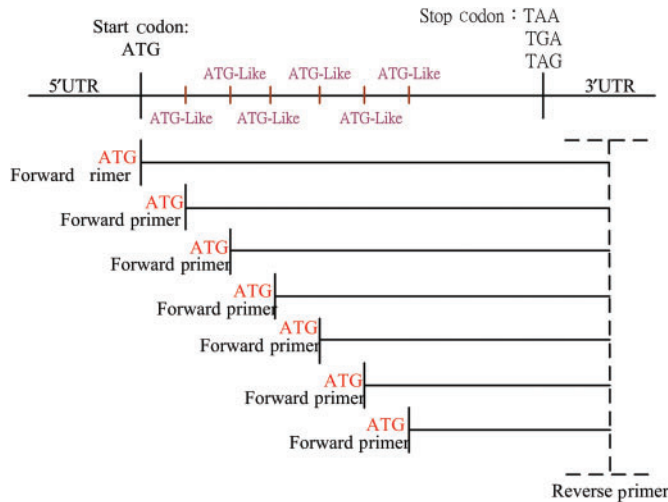 Start codon:
ATG
Stop codon : TAA
TGA
TAG
5'UTR
ATG-Like ATG-Like ATG-Like
3'UTR
ATG-Like ATG-Like ATG-Like
ATG
Forward rimer
ATG
Forward primer
ATG
Forward primer
ATG
Forward primer
ATG
Forward primer
ATG
Forward primer
ATG
Forward primer
Reverse primer